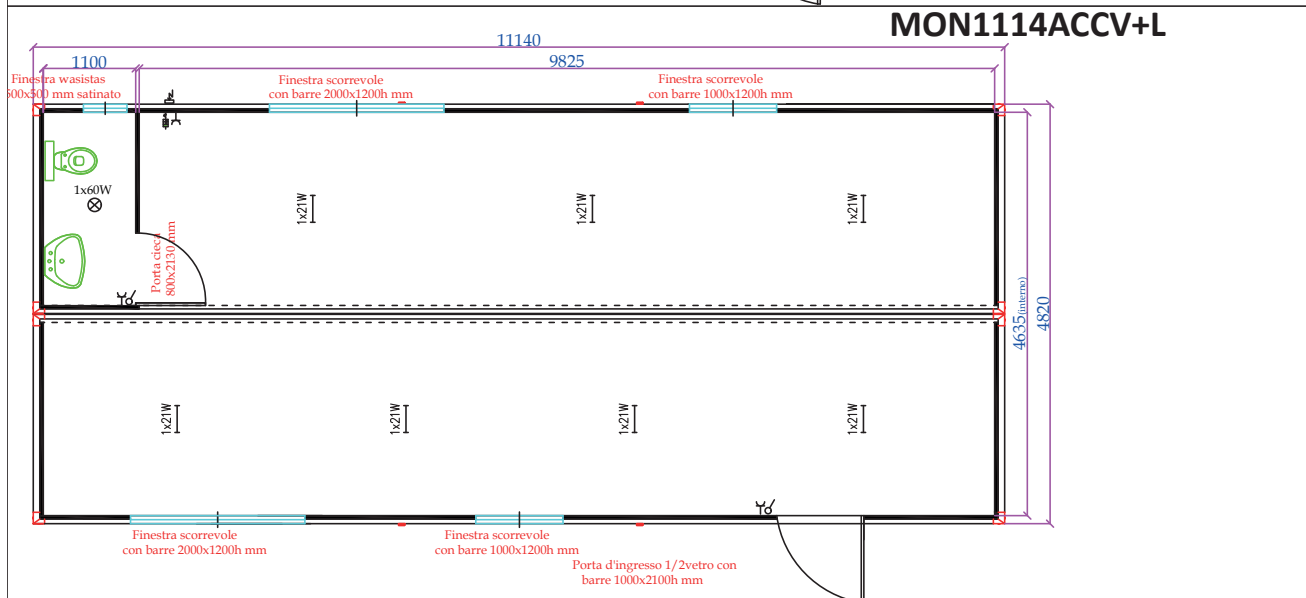 MON1114ACCV+L
11140
1100
9825
Finestra wasistas
500x500 mm satinato
Finestra scorrevole
con barre 2000x1200h mm
Finestra scorrevole
con barre 1000x1200h mm
1x60W
Porta cieca
800x2130 mm
1x21W
1x21W
1x21W
4635(interno)
4820
1x21W
1x21W
1x21W
1x21W
Finestra scorrevole
con barre 2000x1200h mm
Finestra scorrevole
con barre 1000x1200h mm
Porta d'ingresso 1/2vetro con
barre 1000x2100h mm